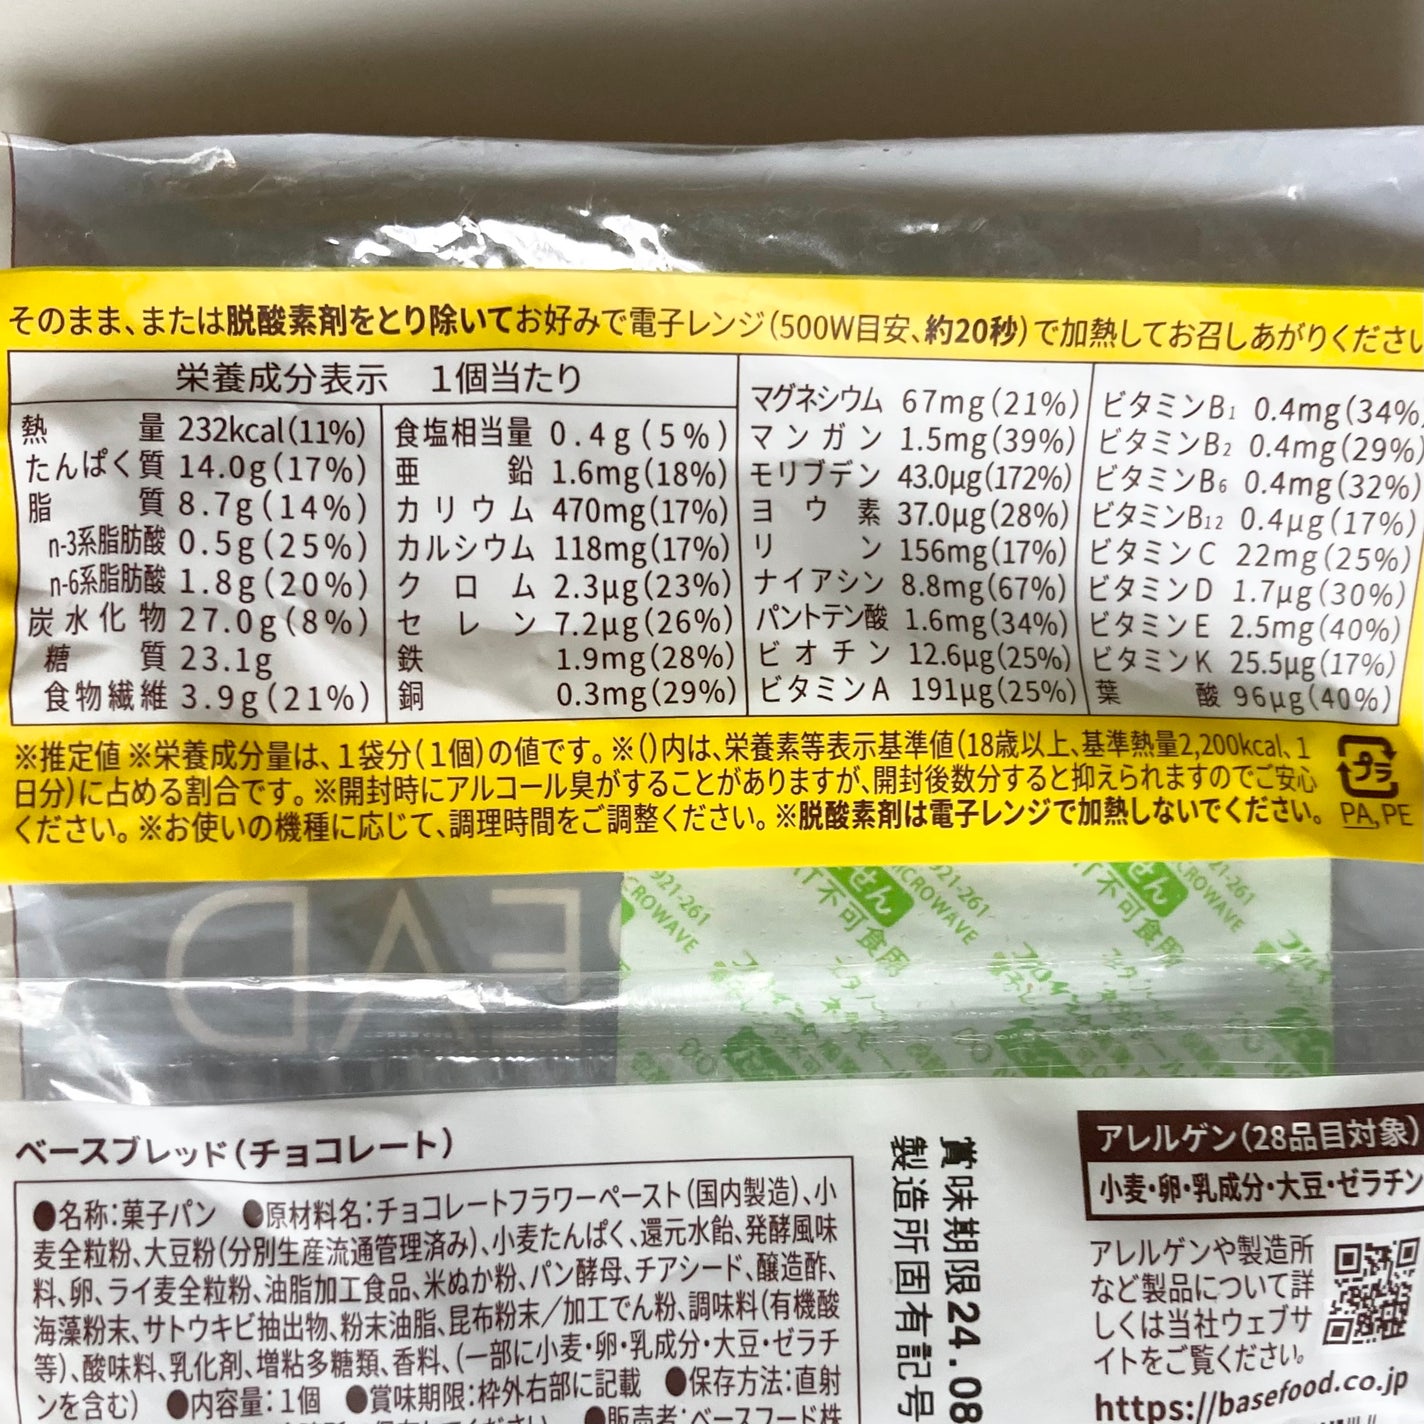 そのまま、または脱酸素剤をとり除いてお好みで電子レンジ(500W目安、約20秒)で加熱してお召しあがりください
栄養成分表示 1個当たり
熱量 232kcal(11%)
たんぱく質 14.0g(17%)
脂質 8.7g(14%)
n-3系脂肪酸 0.5g(25%)
n-6系脂肪酸 1.8g(20%)
炭水化物 27.0g(8%)
糖質 23.1g
食物繊維 3.9g(21%)
食塩相当量 0.4g(5%)
亜鉛 1.6mg(18%)
カリウム 470mg(17%)
カルシウム 118mg(17%)
クロム 2.3μg(23%)
セレン 7.2μg(26%)
鉄 1.9mg(28%)
銅 0.3mg(29%)
マグネシウム 67mg(21%)
マンガン 1.5mg(39%)
モリブデン 43.0μg(172%)
ヨウ素 37.0μg(28%)
リン 156mg(17%)
ナイアシン 8.8mg(67%)
パントテン酸 1.6mg(34%)
ビオチン 12.6μg(25%)
ビタミンA 191μg(25%)
ビタミンB1 0.4mg(34%)
ビタミンB2 0.4mg(29%)
ビタミンB6 0.4mg(32%)
ビタミンB12 0.4μg(17%)
ビタミンC 22mg(25%)
ビタミンD 1.7μg(30%)
ビタミンE 2.5mg(40%)
ビタミンK 25.5μg(17%)
葉酸 96μg(40%)
※推定値 ※栄養成分量は、1袋分(1個)の値です。※()内は、栄養素等表示基準値(18歳以上、基準熱量2,200kcal、1
日分)に占める割合です。※開封時にアルコール臭がすることがありますが、開封後数分すると抑えられますのでご安心
ください。※お使いの機種に応じて、調理時間をご調整ください。※脱酸素剤は電子レンジで加熱しないでください。
プラ
PA, PE
921-261
CROWAVE
せん
不可食用
ICROWAVE
921-261
せん
不可食用
CROWAVE
21-261
ベースブレッド(チョコレート)
●名称:菓子パン ●原材料名:チョコレートフラワーペースト(国内製造)、小
麦全粒粉、大豆粉(分別生産流通管理済み)、小麦たんぱく、還元水飴、発酵風味
料、卵、ライ麦全粒粉、油脂加工食品、米ぬか粉、パン酵母、チアシード、醸造酢、
海藻粉末、サトウキビ抽出物、粉末油脂、昆布粉末/加工でん粉、調味料(有機酸
等)、酸味料、乳化剤、増粘多糖類、香料、(一部に小麦・卵・乳成分・大豆・ゼラチ
ンを含む) ●内容量:1個 ●賞味期限:枠外右部に記載 ●保存方法:直射
●販売者:ベースフード株
賞味期限24.08
製造所固有記号
アレルゲン(28品目対象)
小麦・卵・乳成分・大豆・ゼラチン
アレルゲンや製造所
など製品について詳
しくは当社ウェブサ
イトをご覧ください。
https://basefood.co.jp